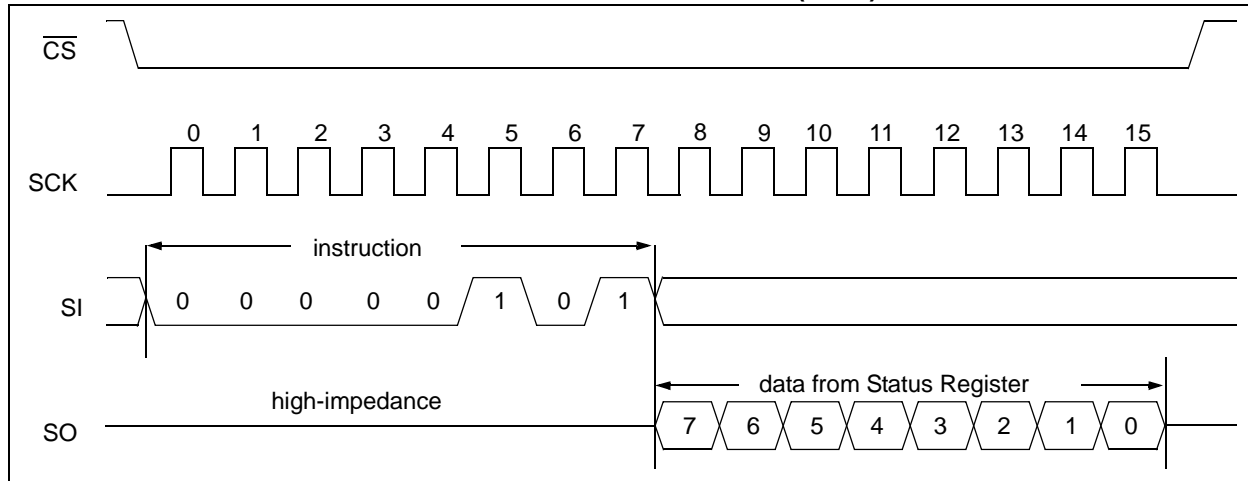 CS
0 1 2 3 4 5 6 7 8 9 10 11 12 13 14 15
SCK
instruction
SI 0 0 0 0 0 1 0 1
data from Status Register
high-impedance
SO 7 6 5 4 3 2 1 0